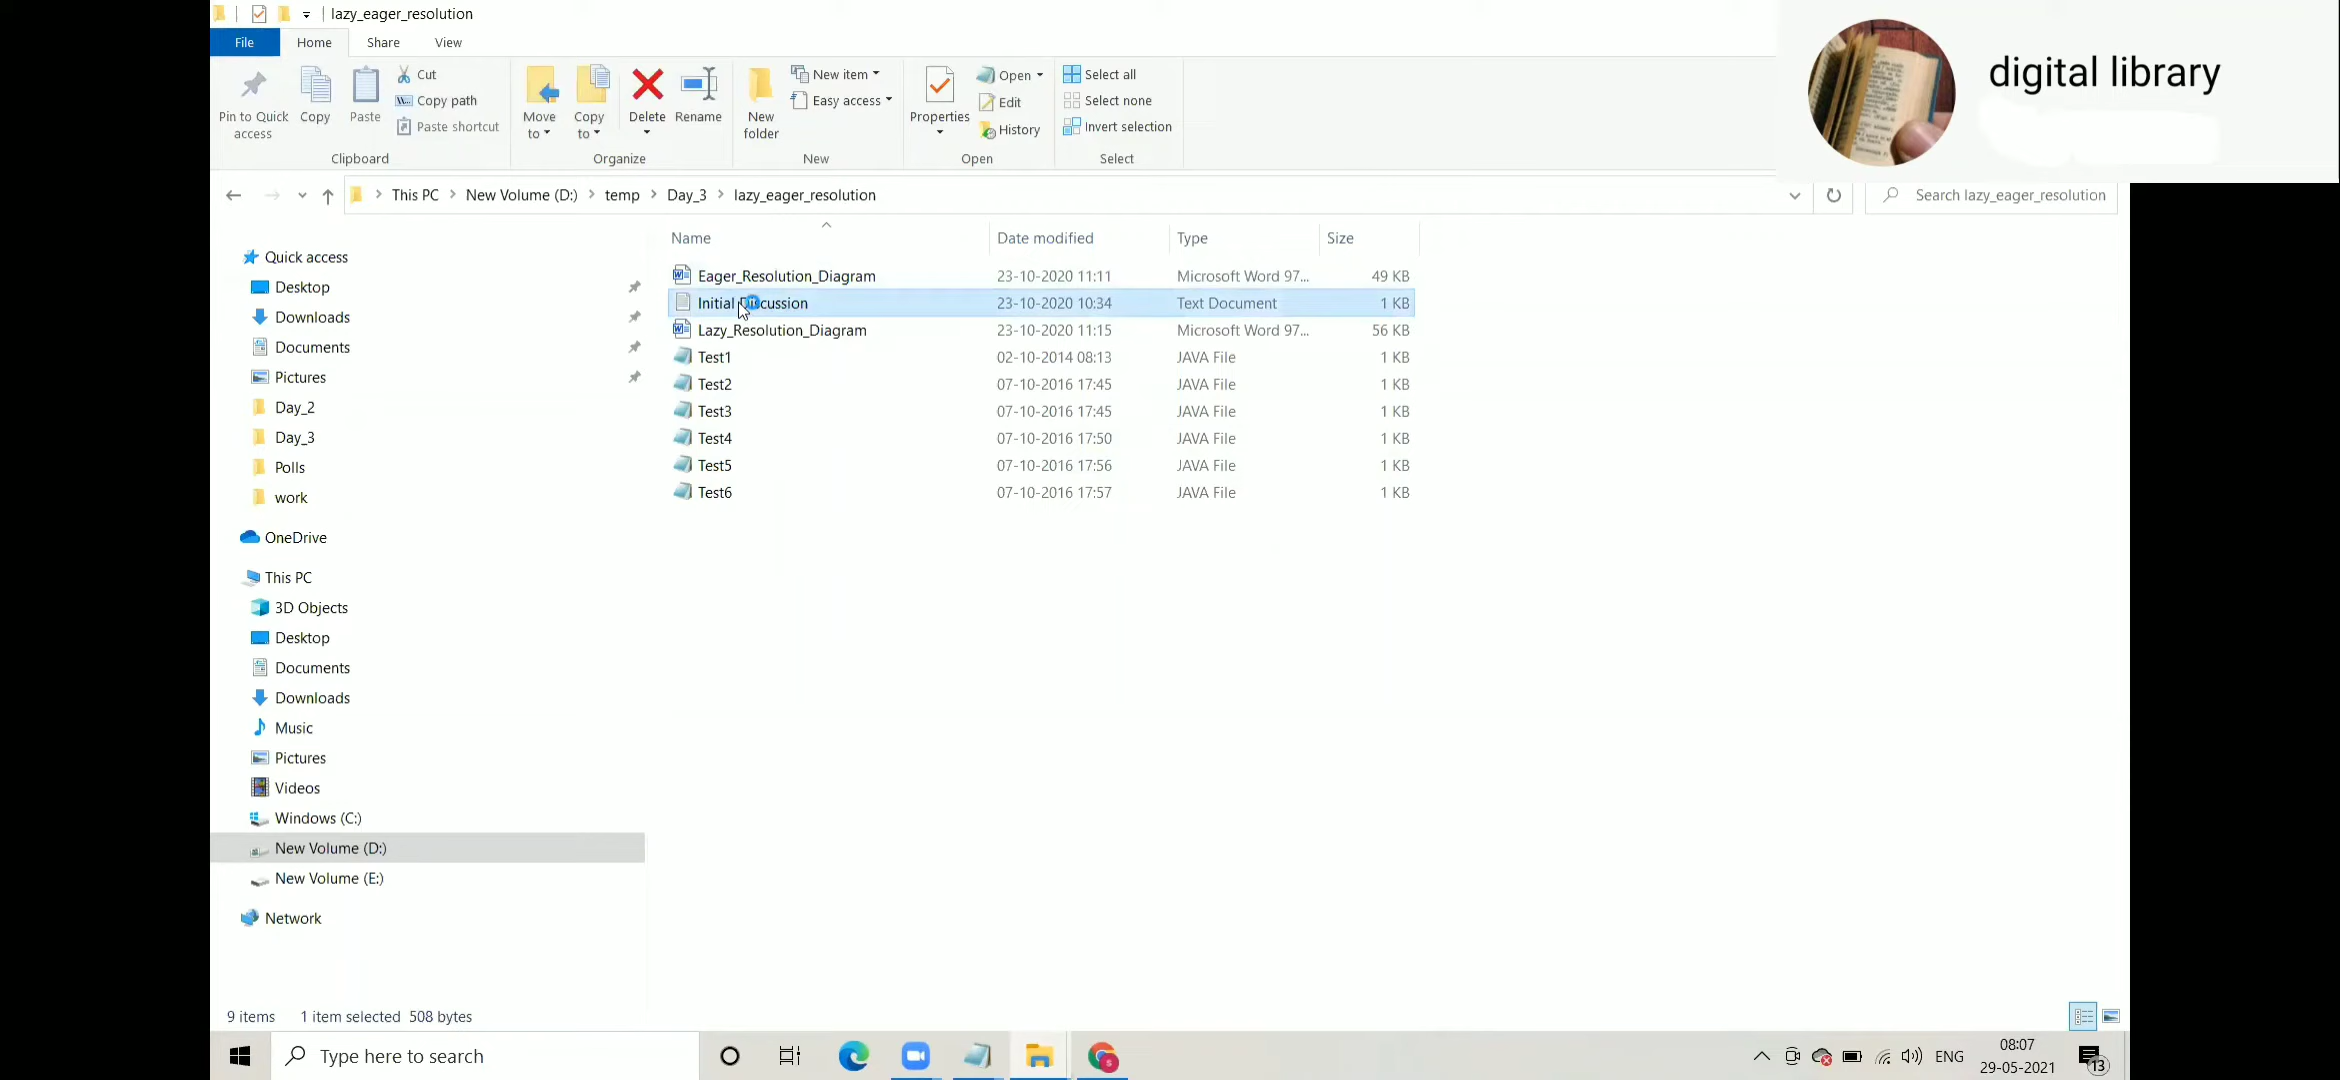 lazy_eager_resolution
digital library
File Home Share View
Pin to Quick access
Copy
Paste
Cut
Copy path
Paste shortcut
Clipboard
Move to
Copy to
Delete
Rename
Organize
New folder
New item
Easy access
New
Properties
Open
Edit
History
Open
Select all
Select none
Invert selection
Select
This PC > New Volume (D:) > temp > Day_3 > lazy_eager_resolution
Search lazy_eager_resolution
Quick access
Desktop
Downloads
Documents
Pictures
Day_2
Day_3
Polls
work
OneDrive
This PC
3D Objects
Desktop
Documents
Downloads
Music
Pictures
Videos
Windows (C:)
New Volume (D:)
New Volume (E:)
Network
Name Date modified Type Size
Eager_Resolution_Diagram 23-10-2020 11:11 Microsoft Word 97... 49 KB
Initial Discussion 23-10-2020 10:34 Text Document 1 KB
Lazy_Resolution_Diagram 23-10-2020 11:15 Microsoft Word 97... 56 KB
Test1 02-10-2014 08:13 JAVA File 1 KB
Test2 07-10-2016 17:45 JAVA File 1 KB
Test3 07-10-2016 17:45 JAVA File 1 KB
Test4 07-10-2016 17:50 JAVA File 1 KB
Test5 07-10-2016 17:56 JAVA File 1 KB
Test6 07-10-2016 17:57 JAVA File 1 KB
9 items 1 item selected 508 bytes
Type here to search
ENG
08:07
29-05-2021
13